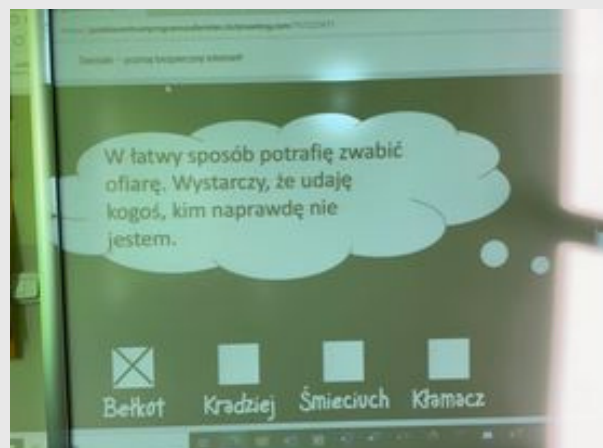 W łatwy sposób potrafię zwabić
ofiarę. Wystarczy, że udaję
kogoś, kim naprawdę nie
jestem.
Bełkot Kradziej Śmieciuch Kłamacz